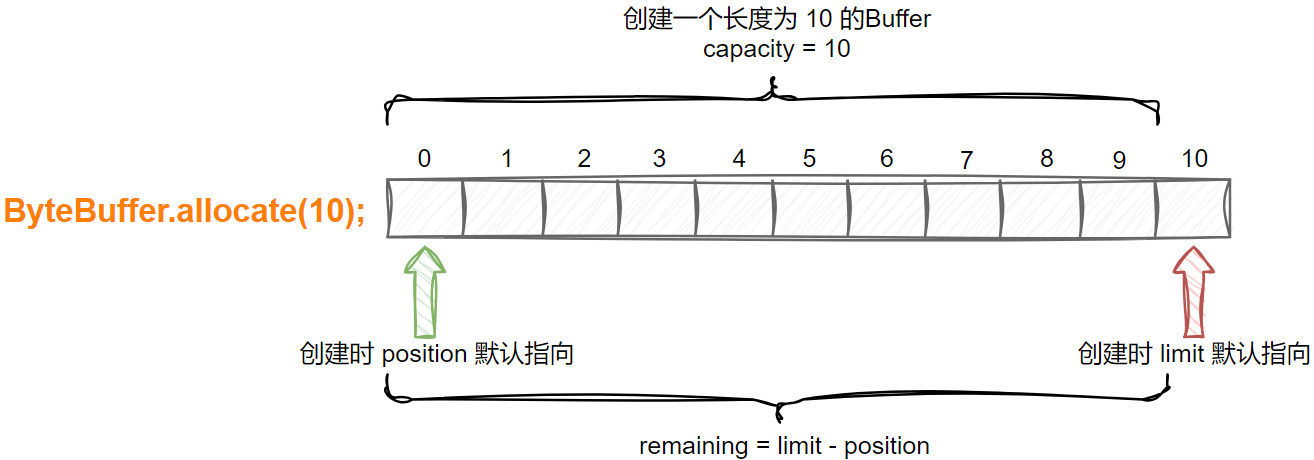 创建一个长度为 10 的Buffer
capacity = 10
0 1 2 3 4 5 6 7 8 9 10
ByteBuffer.allocate(10);
创建时 position 默认指向
创建时 limit 默认指向
remaining = limit - position